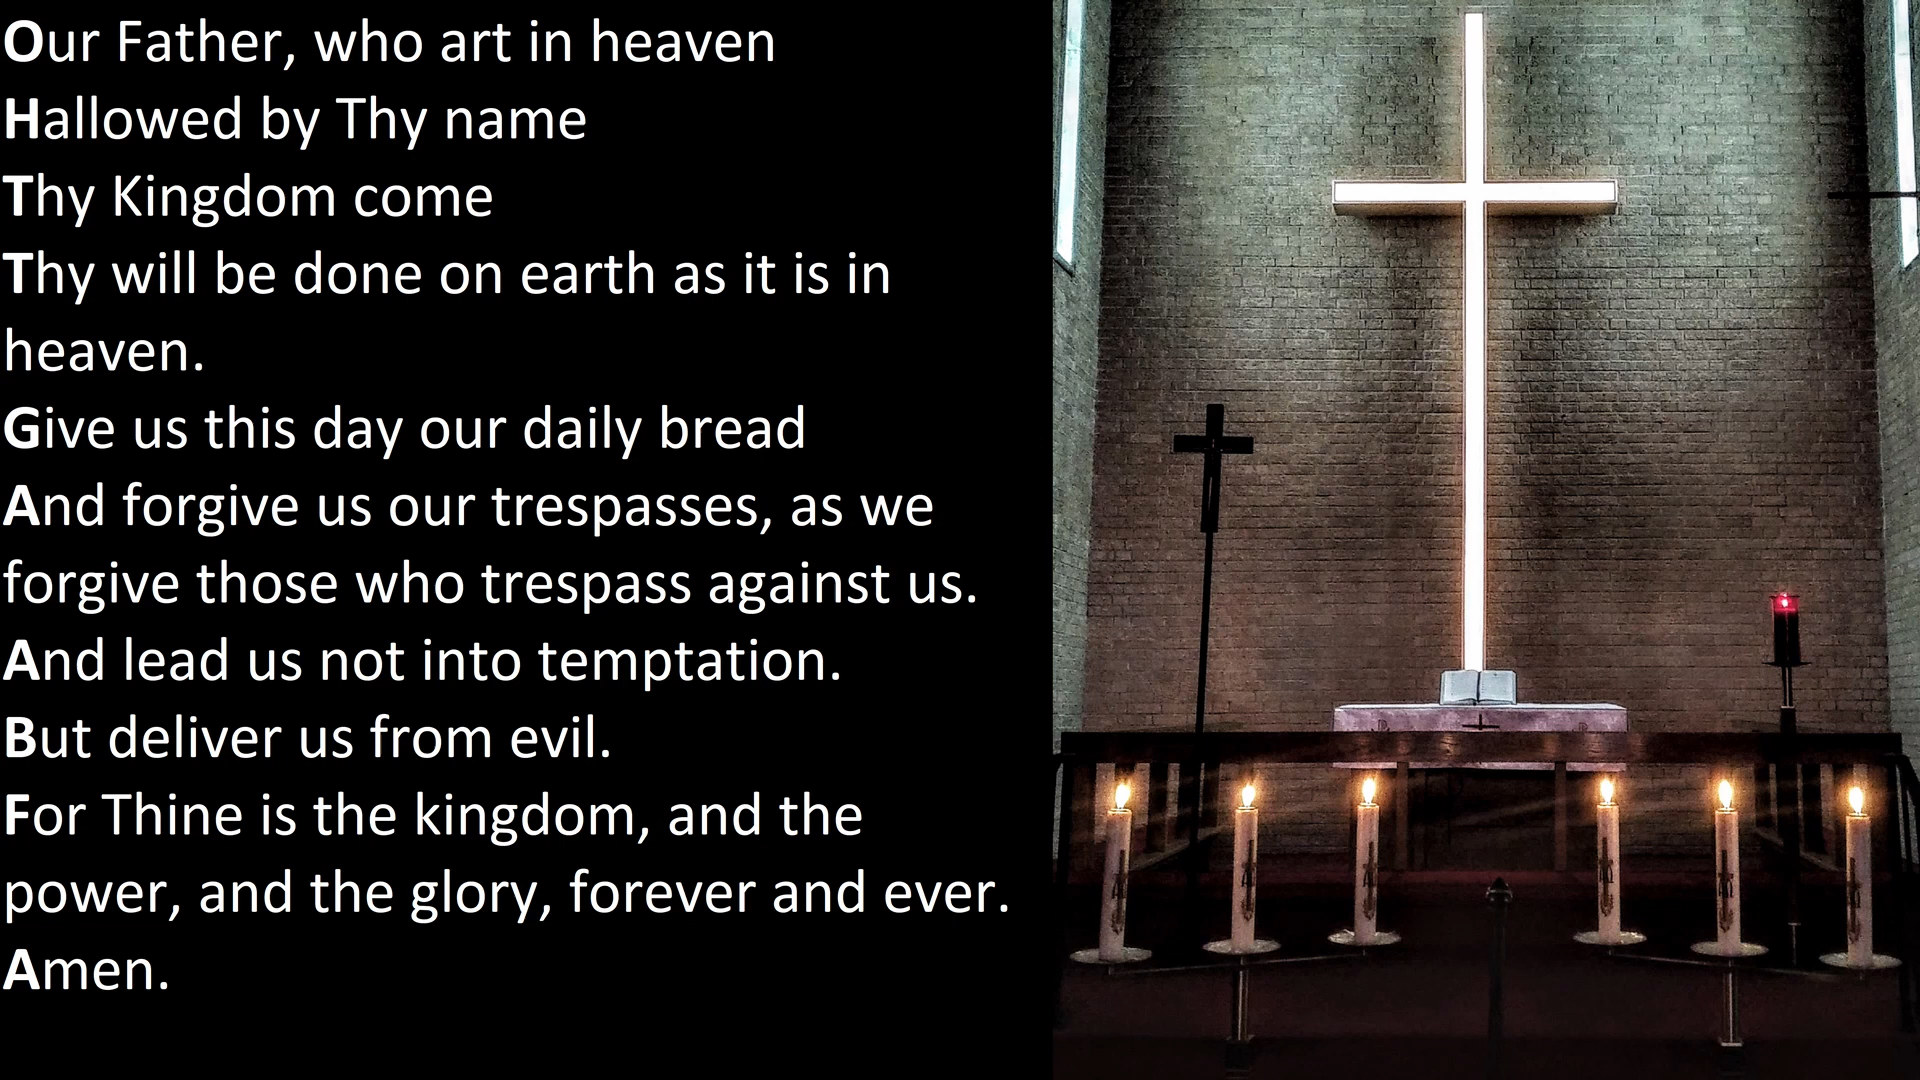 Our Father, who art in heaven
Hallowed by Thy name
Thy Kingdom come
Thy will be done on earth as it is in
heaven.
Give us this day our daily bread
And forgive us our trespasses, as we
forgive those who trespass against us.
And lead us not into temptation.
But deliver us from evil.
For Thine is the kingdom, and the
power, and the glory, forever and ever.
Amen.